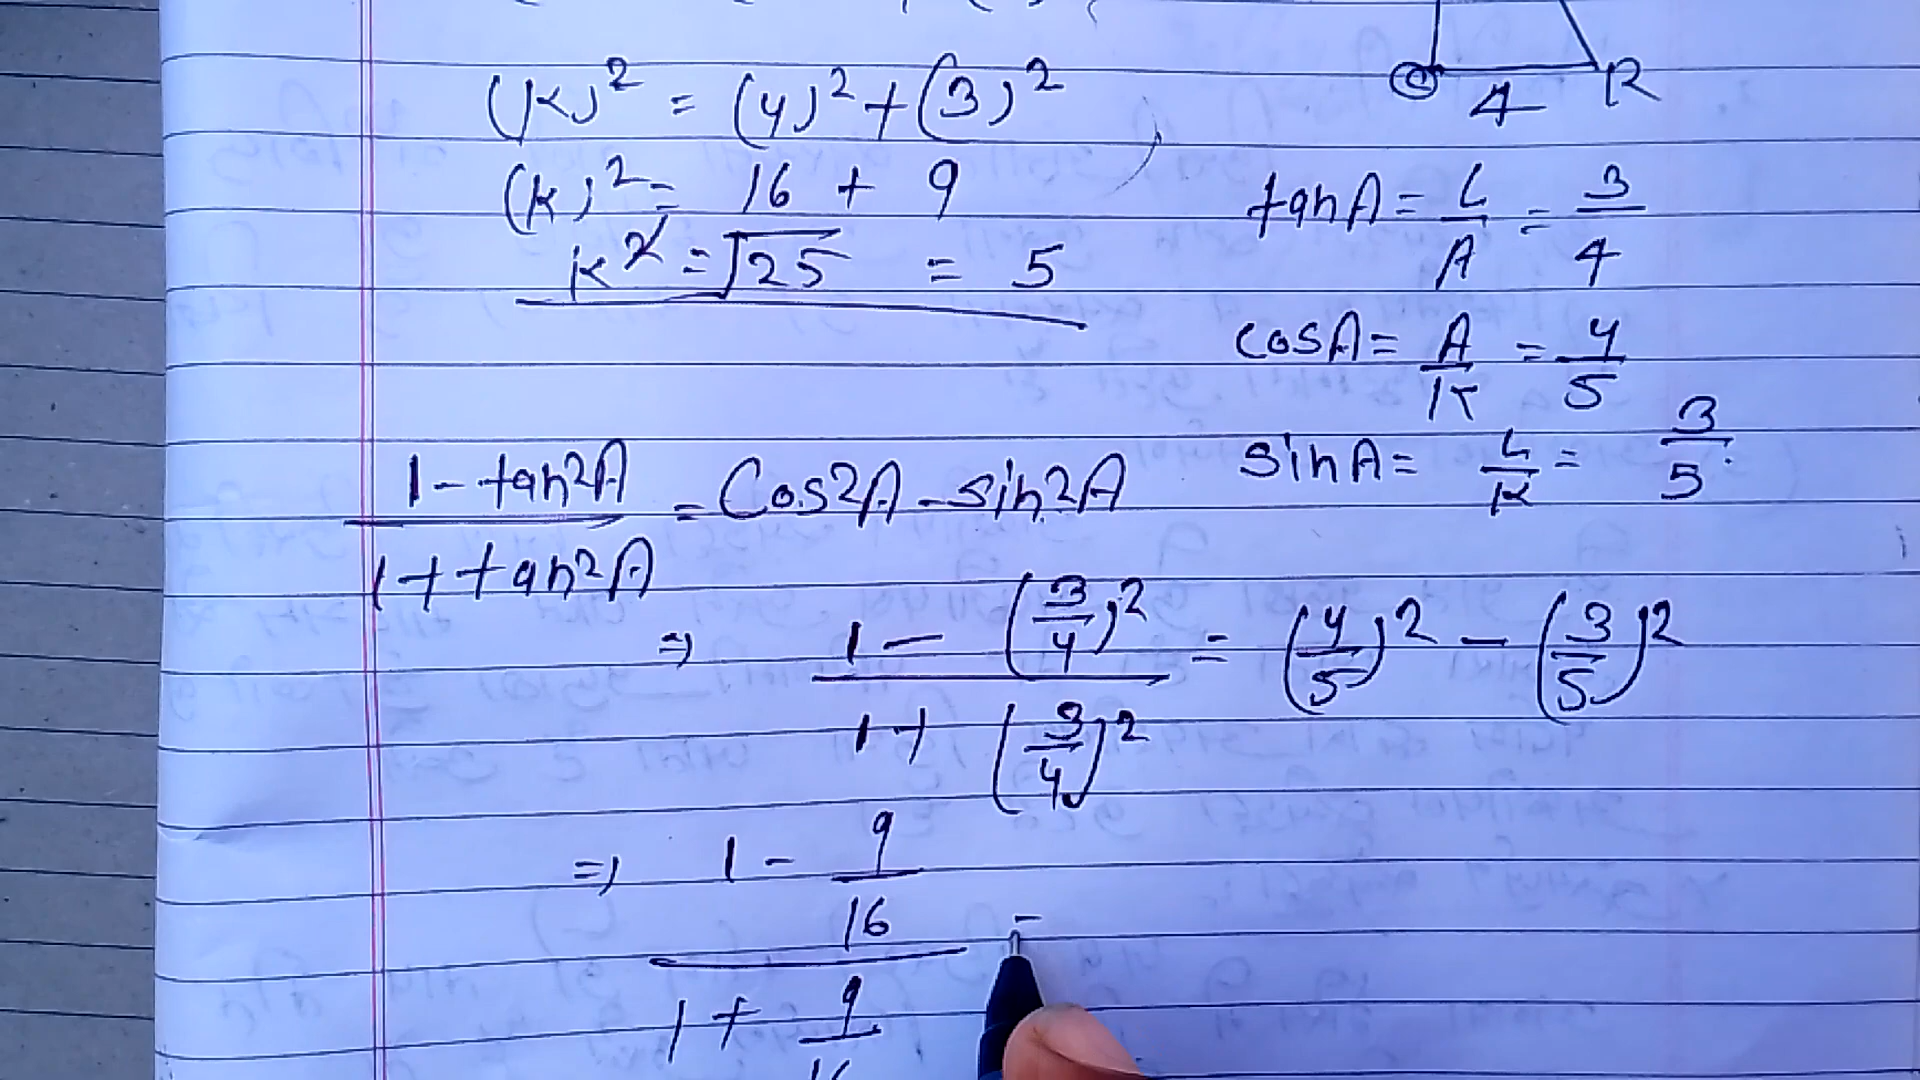 (k)² = (4)² + (3)²
(k)² = 16 + 9
k² = √25 = 5
Q 4 R
tanA = L/A = 3/4
cosA = A/K = 4/5
sinA = L/K = 3/5
1 - tan²A / 1 + tan²A = Cos²A - sin²A
⇒ 1 - (3/4)² / 1 + (3/4)² = (4/5)² - (3/5)²
⇒ 1 - 9/16 / 1 + 9/16 =